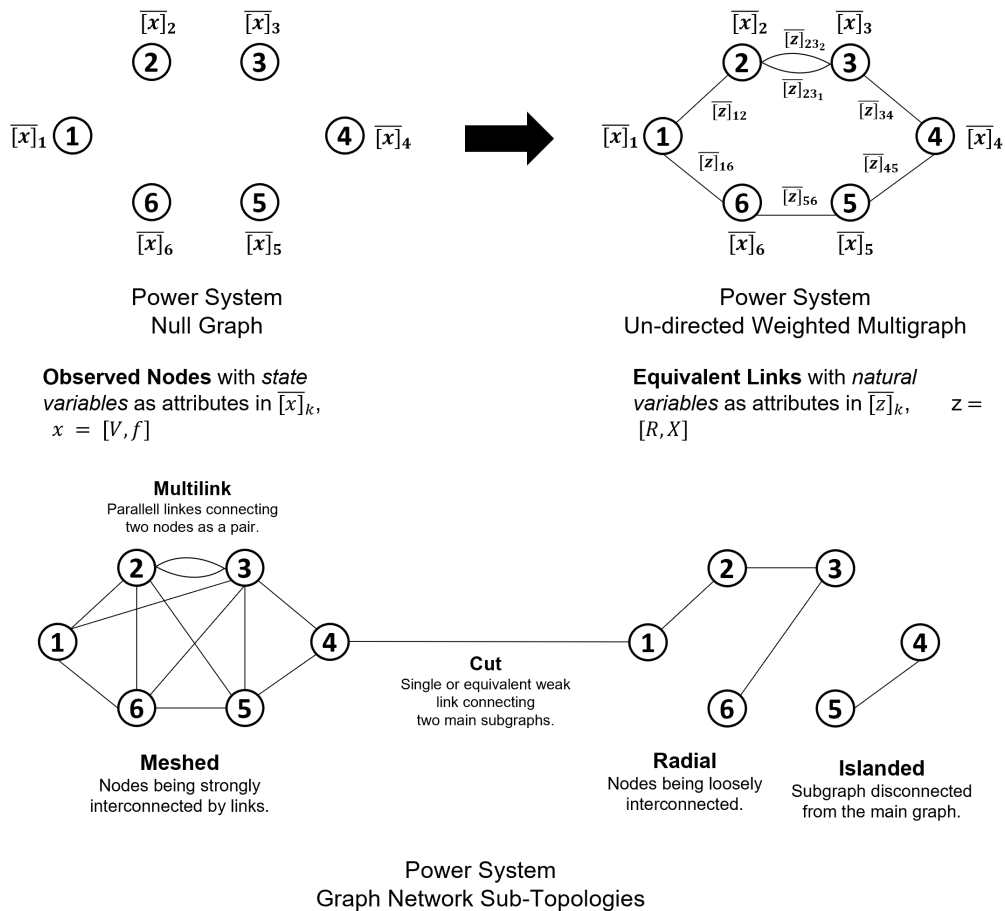 [x]₂ [x]₃
2 3
[x]₁ 1 4 [x]₄
6 5
[x]₆ [x]₅
Power System
Null Graph
[x]₂ [x]₃
[z]₂₃₂
2 3
[z]₂₃₁
[z]₁₂ [z]₃₄
[x]₁ 1 4 [x]₄
[z]₁₆ [z]₄₅
6 [z]₅₆ 5
[x]₆ [x]₅
Power System
Un-directed Weighted Multigraph
Observed Nodes with state
variables as attributes in [x]ₖ,
x = [V, f]
Equivalent Links with natural
variables as attributes in [z]ₖ, z =
[R, X]
Multilink
Parallell linkes connecting
two nodes as a pair.
2 3
1 4
6 5
Meshed
Nodes being strongly
interconnected by links.
Cut
Single or equivalent weak
link connecting
two main subgraphs.
2 3
1 4
6 5
Radial
Nodes being loosely
interconnected.
Islanded
Subgraph disconnected
from the main graph.
Power System
Graph Network Sub-Topologies